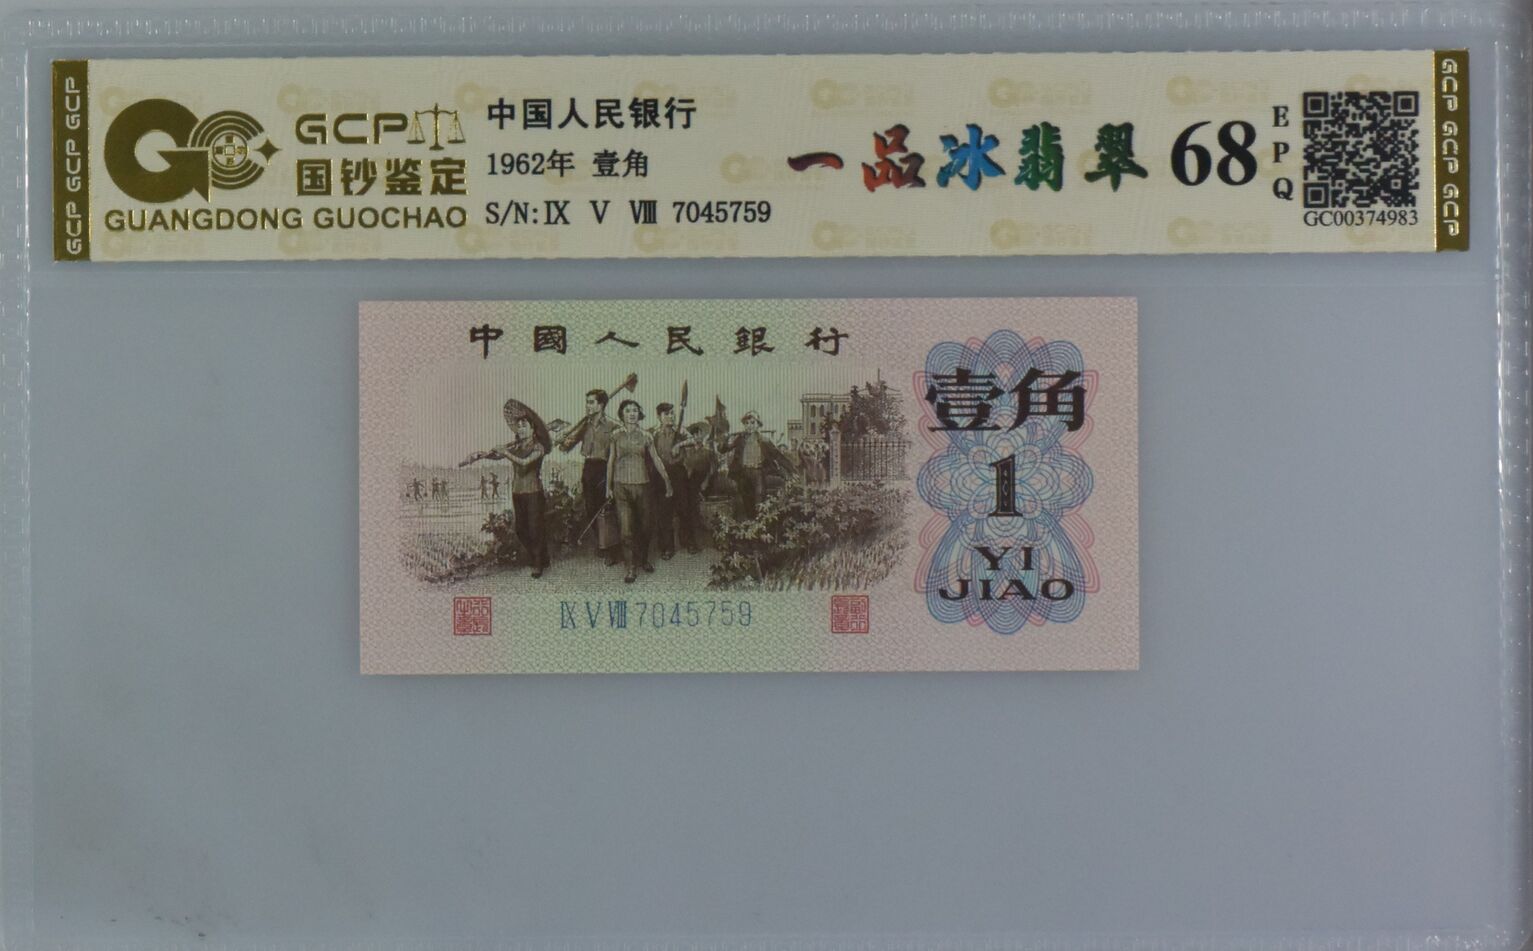 GCP GCP GCP
GCP
国钞鉴定
GUANGDONG GUOCHAO
中国人民银行
1962年 壹角
S/N: Ⅸ Ⅴ Ⅷ 7045759
一品冰翡翠
68
EPQ
GC00374983
GCP GCP GCP
中國人民銀行
壹角
1
YI
JIAO
Ⅸ Ⅴ Ⅷ 7045759